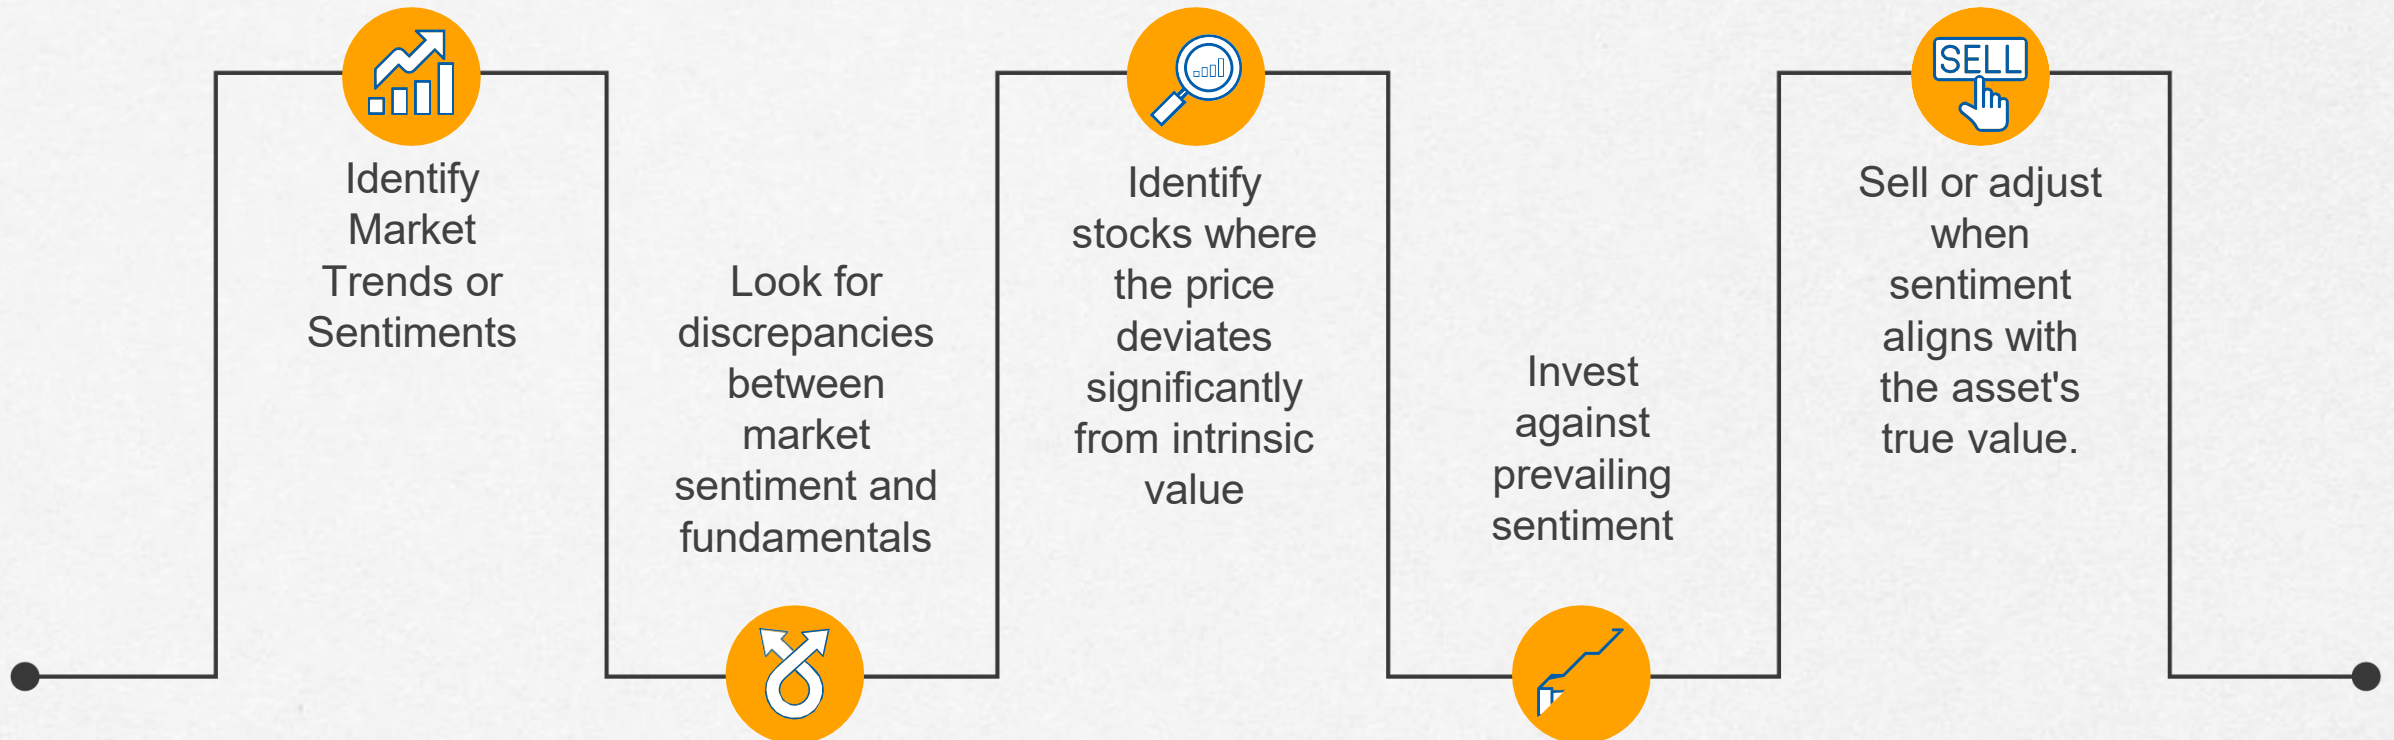 Identify
Market
Trends or
Sentiments
Look for
discrepancies
between
market
sentiment and
fundamentals
Identify
stocks where
the price
deviates
significantly
from intrinsic
value
Invest
against
prevailing
sentiment
SELL
Sell or adjust
when
sentiment
aligns with
the asset's
true value.